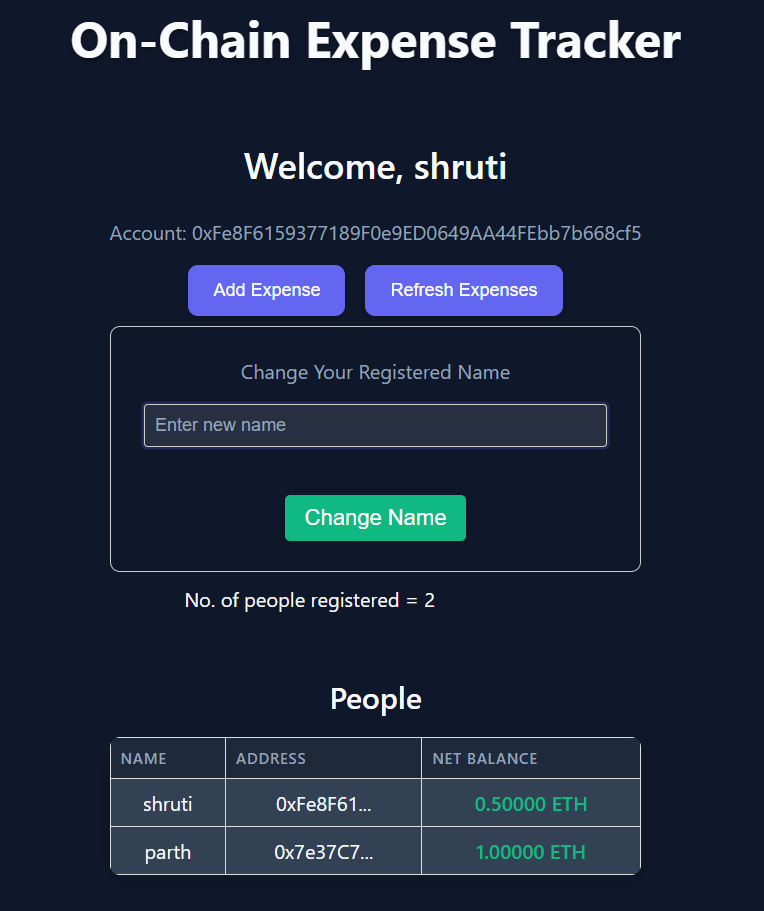 On-Chain Expense Tracker
Welcome, shruti
Account: 0xFe8F6159377189F0e9ED0649AA44FEbb7b668cf5
Add Expense Refresh Expenses
Change Your Registered Name
Enter new name
Change Name
No. of people registered = 2
People
NAME ADDRESS NET BALANCE
shruti 0xFe8F61... 0.50000 ETH
parth 0x7e37C7... 1.00000 ETH